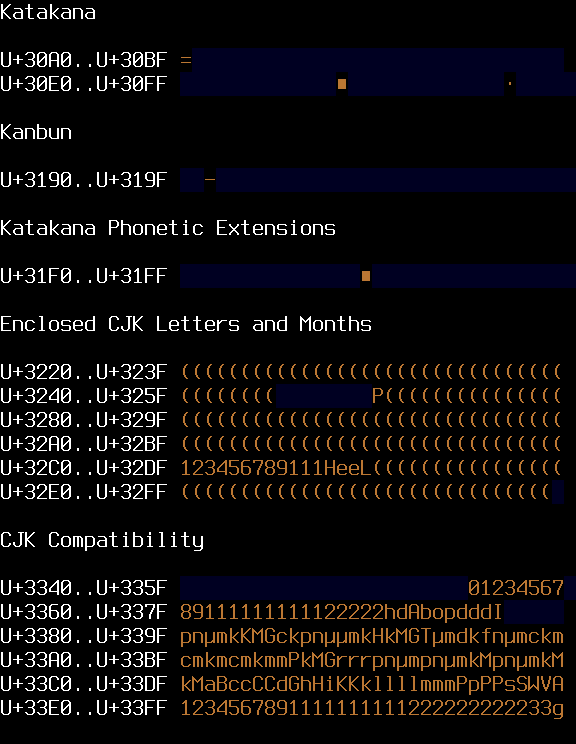 Katakana
U+30A0..U+30BF =
U+30E0..U+30FF ■ ·
Kanbun
U+3190..U+319F –
Katakana Phonetic Extensions
U+31F0..U+31FF ■
Enclosed CJK Letters and Months
U+3220..U+323F ((((((((((((((((((((((((((((((((
U+3240..U+325F ((((((((        P(((((((((((((((
U+3280..U+329F ((((((((((((((((((((((((((((((((
U+32A0..U+32BF ((((((((((((((((((((((((((((((((
U+32C0..U+32DF 123456789111HeeL((((((((((((((((
U+32E0..U+32FF (((((((((((((((((((((((((((((((
CJK Compatibility
U+3340..U+335F 01234567
U+3360..U+337F 89111111111122222hdAbopdddI
U+3380..U+339F pnµmkKMGckpnµµmkHkMGTµmdkfnµmckm
U+33A0..U+33BF cmkmcmkmmPkMGrrrpnµmpnµmkMpnµmkM
U+33C0..U+33DF kMaBccCCdGhHiKKkllllmmmPpPPsSWVA
U+33E0..U+33FF 1234567891111111111222222222233g